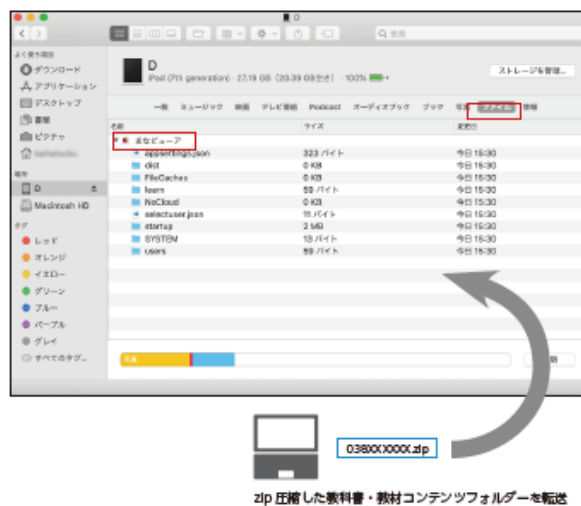 D
検索
よく使う項目
ダウンロード
アプリケーション
デスクトップ
書類
ピクチャ
場所
D
Macintosh HD
タグ
レッド
オレンジ
イエロー
グリーン
ブルー
パープル
グレイ
すべてのタグ...
D
iPad (7th generation) · 27.19 GB (20.39 GB空き) · 100%
ストレージを管理...
一般 ミュージック 映画 テレビ番組 Podcast オーディオブック ブック 写真 ファイル 情報
名前 サイズ 変更日
まなビューア
appsettings.json 323 バイト 今日 15:30
dist 0 KB 今日 15:30
FileCaches 0 KB 今日 15:30
learn 59 バイト 今日 15:30
NoCloud 0 KB 今日 15:30
selectuser.json 11 バイト 今日 15:30
startup 2 MB 今日 15:30
SYSTEM 13 バイト 今日 15:30
users 59 バイト 今日 15:30
写真
038XXXXXXX.zip
zip 圧縮した教科書・教材コンテンツフォルダーを転送